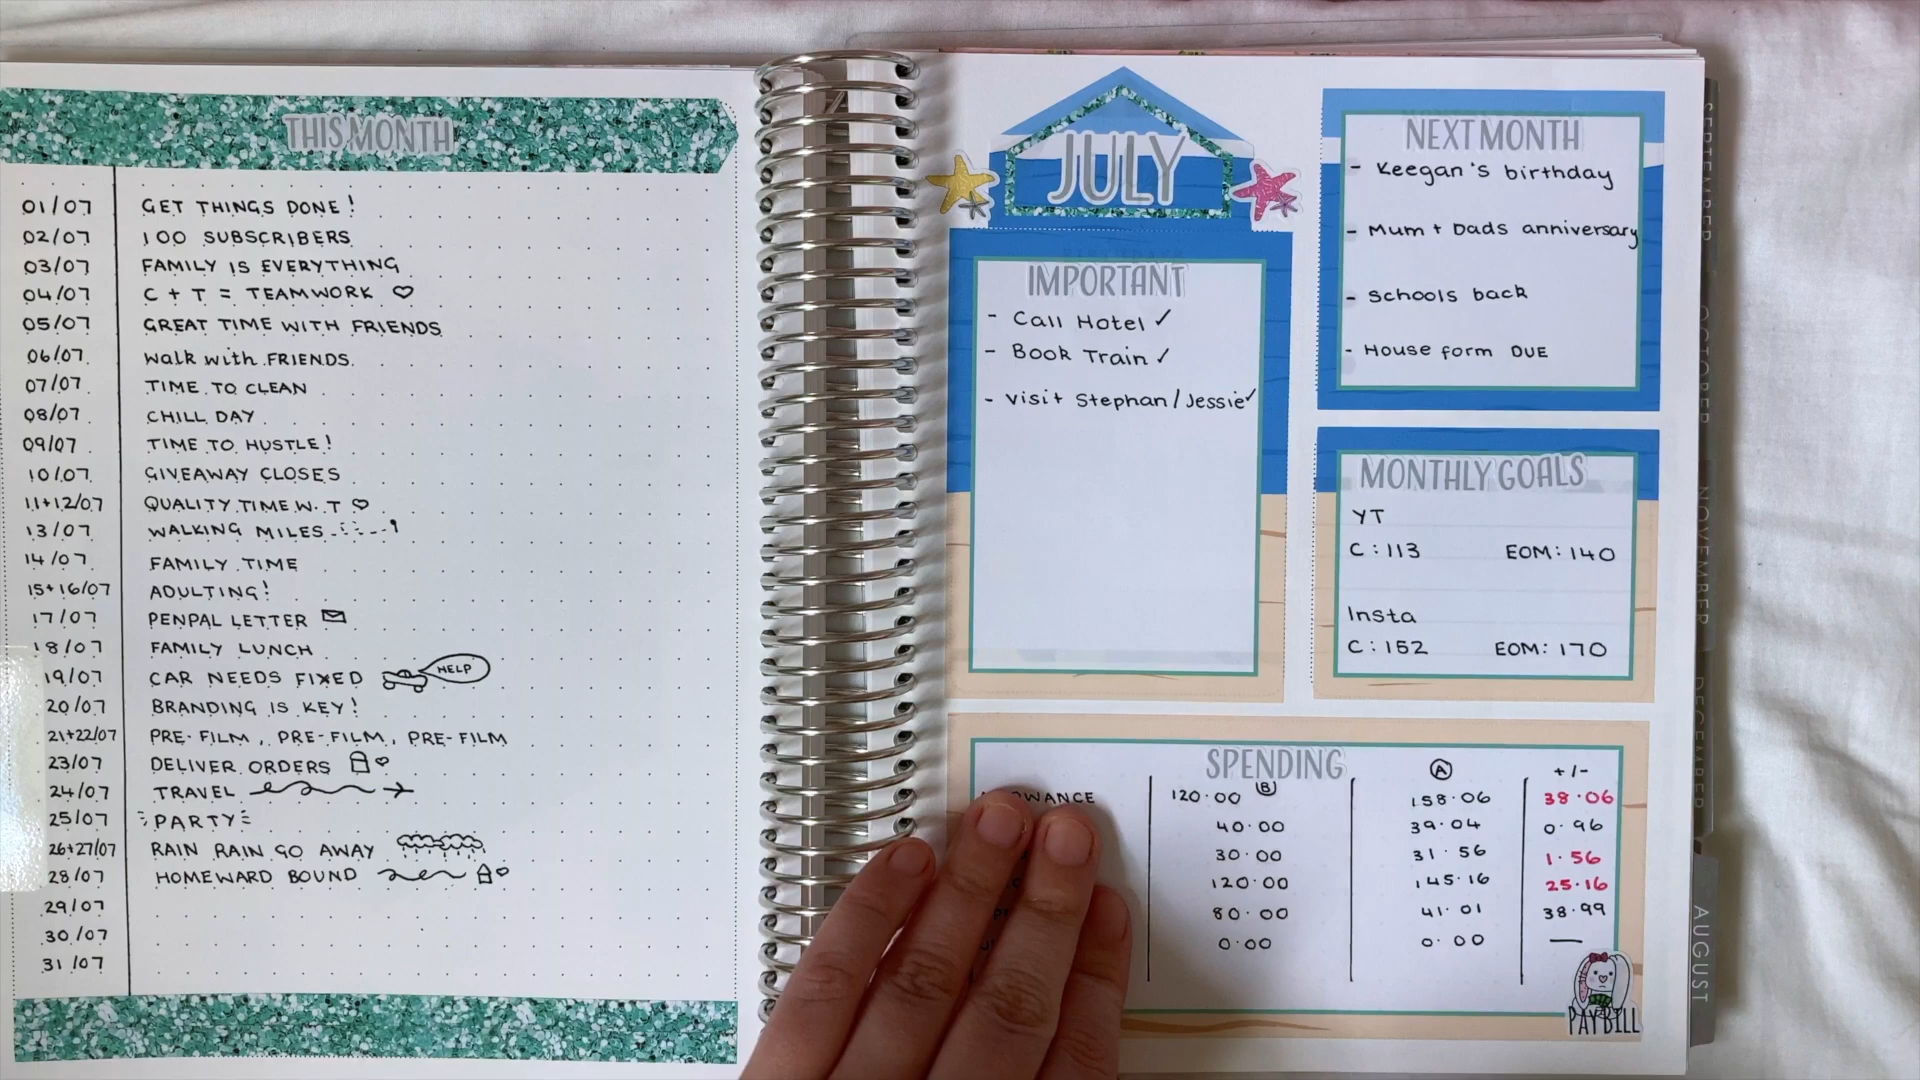 THIS MONTH
01/07 GET THINGS DONE!
02/07 100 SUBSCRIBERS
03/07 FAMILY IS EVERYTHING
04/07 C + T = TEAMWORK ♡
05/07 GREAT TIME WITH FRIENDS
06/07 Walk with FRIENDS
07/07 TIME TO CLEAN
08/07 CHILL DAY
09/07 TIME TO HUSTLE!
10/07 GIVEAWAY CLOSES
11+12/07 QUALITY TIME W. T ♡
13/07 WALKING MILES
14/07 FAMILY TIME
15+16/07 ADULTING!
17/07 PENPAL LETTER
18/07 FAMILY LUNCH
19/07 CAR NEEDS FIXED HELP
20/07 BRANDING IS KEY!
21+22/07 PRE-FILM, PRE-FILM, PRE-FILM
23/07 DELIVER ORDERS
24/07 TRAVEL
25/07 PARTY
26+27/07 RAIN RAIN GO AWAY
28/07 HOMEWARD BOUND
29/07
30/07
31/07
JULY
IMPORTANT
- Call Hotel ✓
- Book Train ✓
- Visit Stephan/Jessie ✓
NEXT MONTH
- Keegan's birthday
- Mum + Dads anniversary
- Schools back
- House form DUE
MONTHLY GOALS
YT
C: 113 EOM: 140
Insta
C: 152 EOM: 170
SPENDING
B A +/-
120.00 158.06 38.06
40.00 39.04 0.96
30.00 31.56 1.56
120.00 145.16 25.16
80.00 41.01 38.99
0.00 0.00 —
PAY BILL
SEPTEMBER
OCTOBER
NOVEMBER
DECEMBER
AUGUST